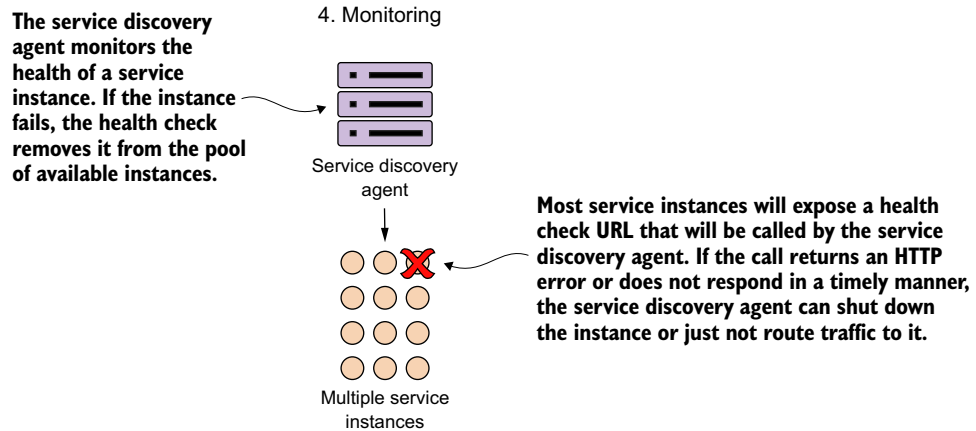 4. Monitoring
The service discovery
agent monitors the
health of a service
instance. If the instance
fails, the health check
removes it from the pool
of available instances.
Service discovery
agent
Most service instances will expose a health
check URL that will be called by the service
discovery agent. If the call returns an HTTP
error or does not respond in a timely manner,
the service discovery agent can shut down
the instance or just not route traffic to it.
Multiple service
instances